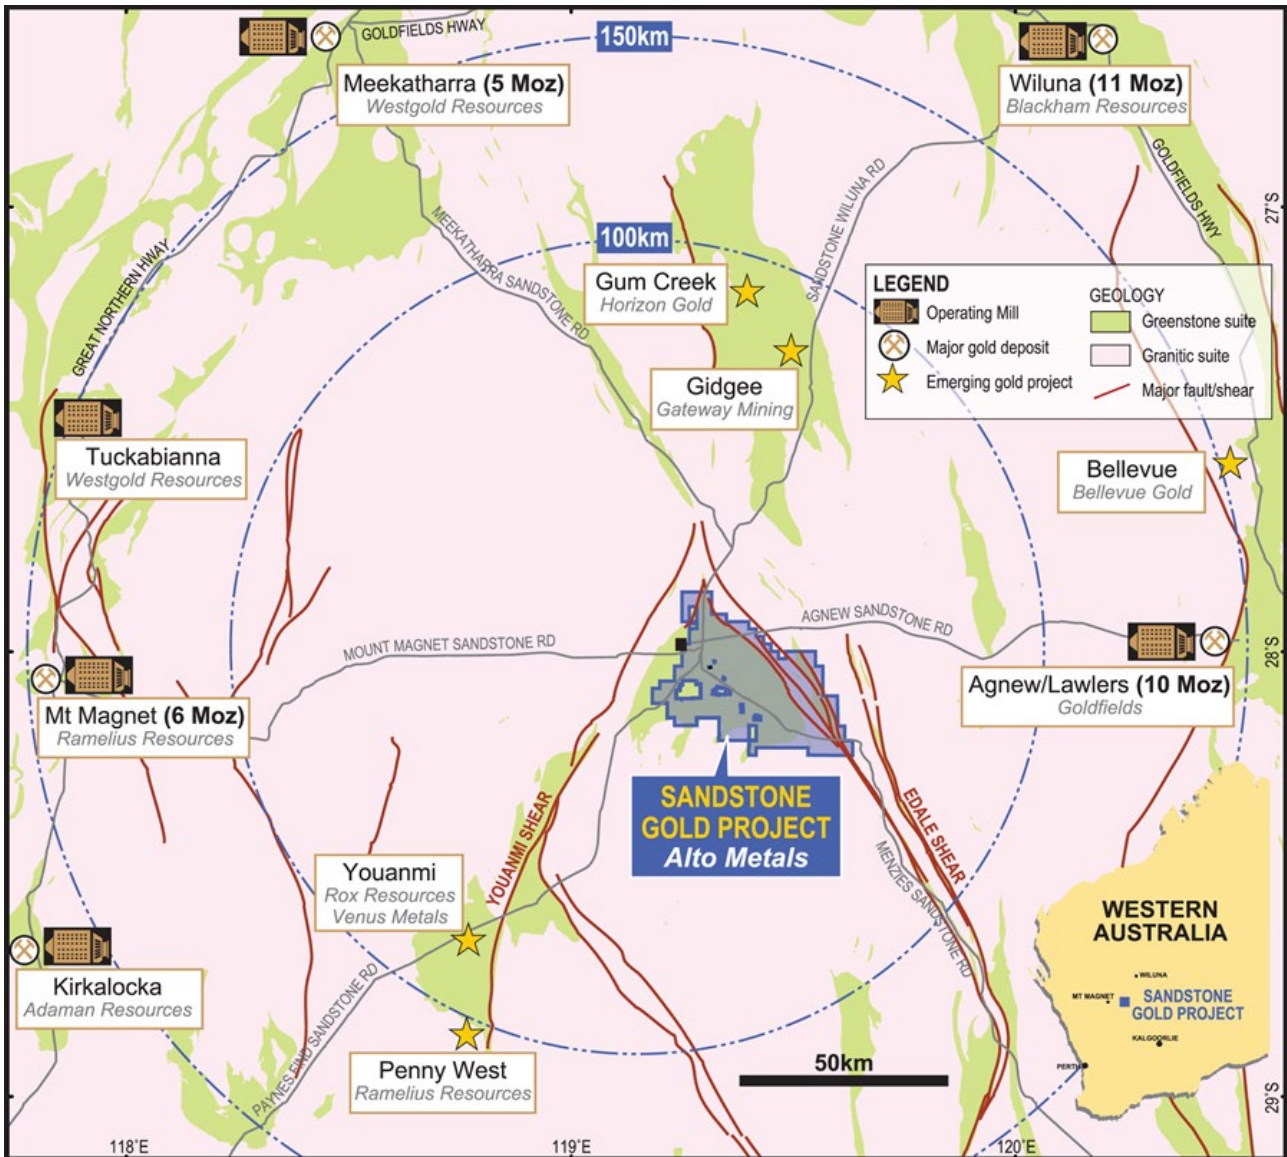 GOLDFIELDS HWY
150km
Meekatharra (5 Moz)
Westgold Resources
Wiluna (11 Moz)
Blackham Resources
GOLDFIELDS HWY
27°S
MEEKATHARRA SANDSTONE RD
SANDSTONE WILUNA RD
GREAT NORTHERN HWAY
100km
Gum Creek
Horizon Gold
Gidgee
Gateway Mining
LEGEND
Operating Mill
Major gold deposit
Emerging gold project
GEOLOGY
Greenstone suite
Granitic suite
Major fault/shear
Tuckabianna
Westgold Resources
Bellevue
Bellevue Gold
MOUNT MAGNET SANDSTONE RD
AGNEW SANDSTONE RD
28°S
Mt Magnet (6 Moz)
Ramelius Resources
Agnew/Lawlers (10 Moz)
Goldfields
SANDSTONE
GOLD PROJECT
Alto Metals
YOUANMI SHEAR
EDALE SHEAR
MENZIES SANDSTONE RD
Youanmi
Rox Resources
Venus Metals
Kirkalocka
Adaman Resources
PAYNES FIND SANDSTONE RD
Penny West
Ramelius Resources
50km
WESTERN
AUSTRALIA
WILUNA
MT MAGNET
SANDSTONE
GOLD PROJECT
KALGOORLIE
PERTH
29°S
118°E
119°E
120°E